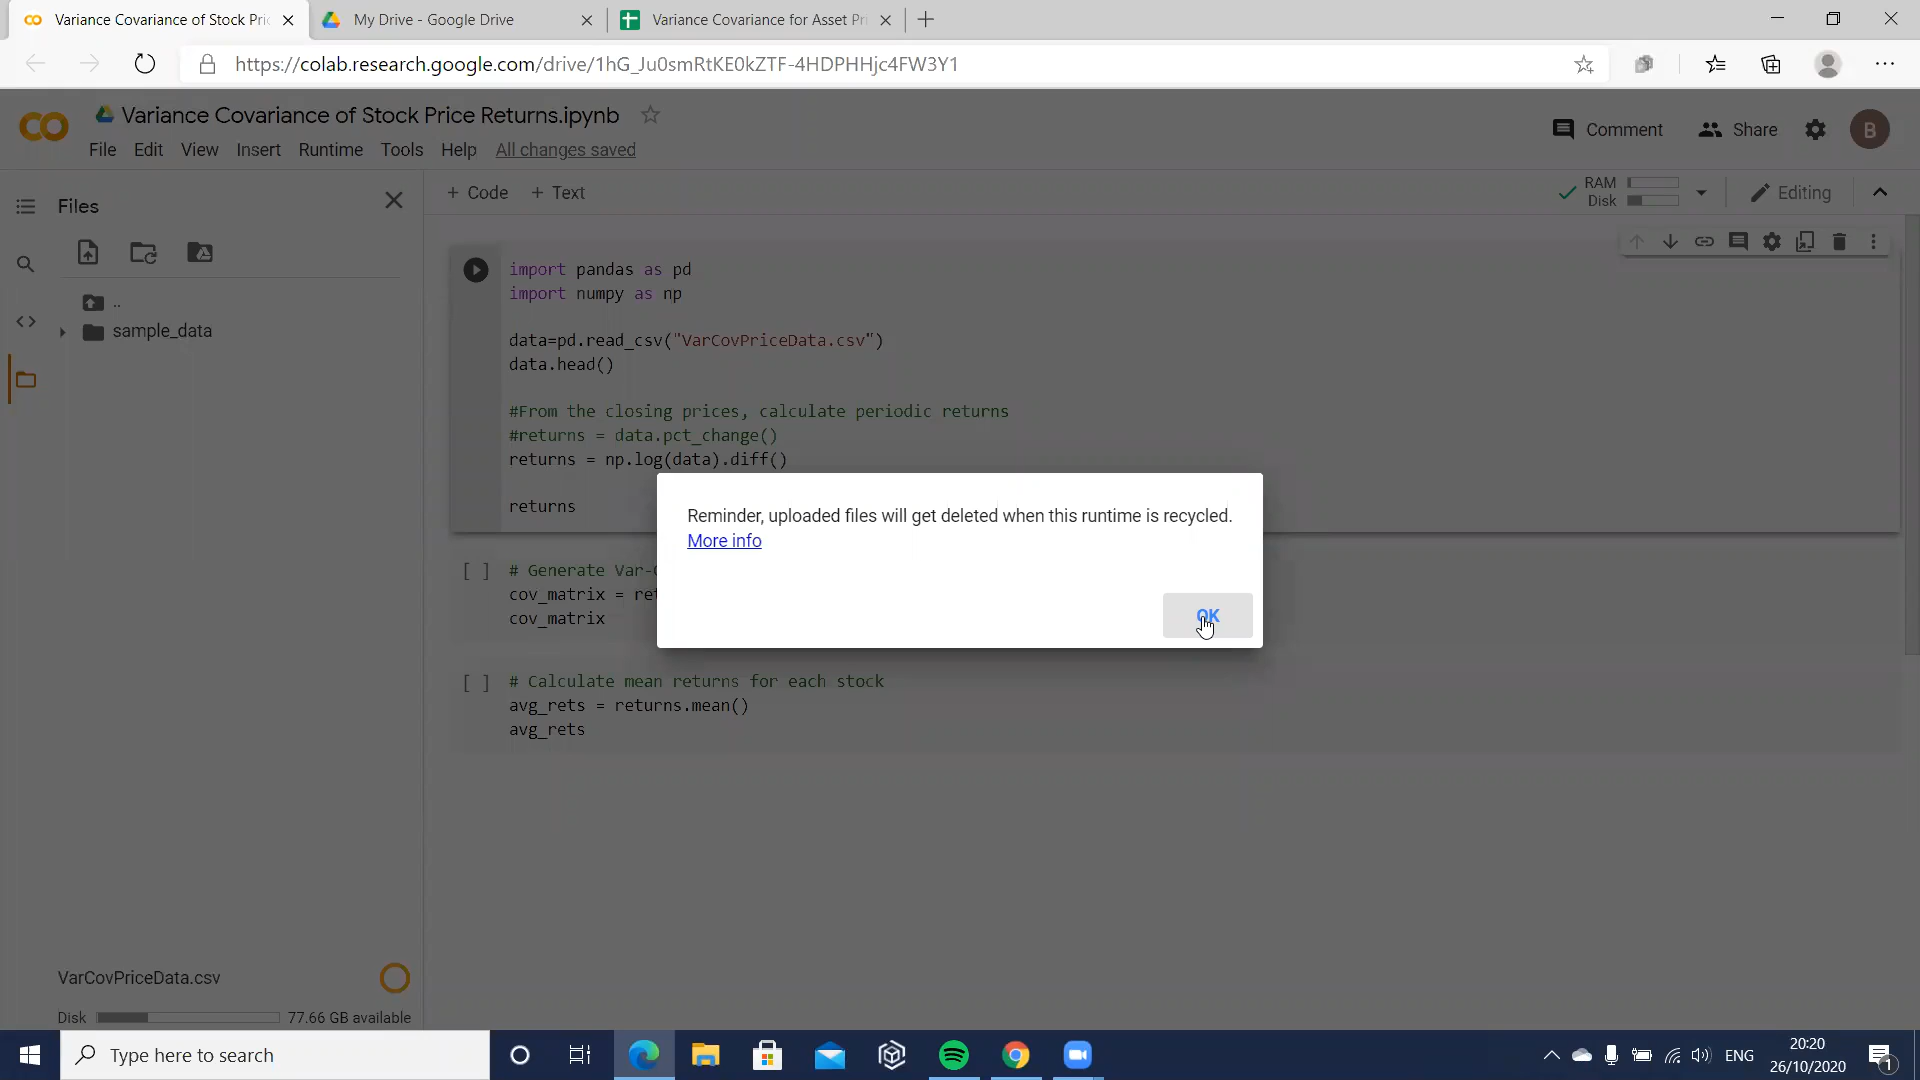 Variance Covariance of Stock Pri
My Drive - Google Drive
Variance Covariance for Asset Pri
https://colab.research.google.com/drive/1hG_Ju0smRtKE0kZTF-4HDPHHjc4FW3Y1
Variance Covariance of Stock Price Returns.ipynb
Comment
Share
B
File Edit View Insert Runtime Tools Help All changes saved
Files
+ Code + Text
RAM
Disk
Editing
..
sample_data
import pandas as pd
import numpy as np
data=pd.read_csv("VarCovPriceData.csv")
data.head()
#From the closing prices, calculate periodic returns
#returns = data.pct_change()
returns = np.log(data).diff()
returns
Reminder, uploaded files will get deleted when this runtime is recycled.
More info
OK
[ ] # Generate Var-C
cov_matrix = ret
cov_matrix
[ ] # Calculate mean returns for each stock
avg_rets = returns.mean()
avg_rets
VarCovPriceData.csv
Disk 77.66 GB available
Type here to search
ENG
20:20
26/10/2020
1